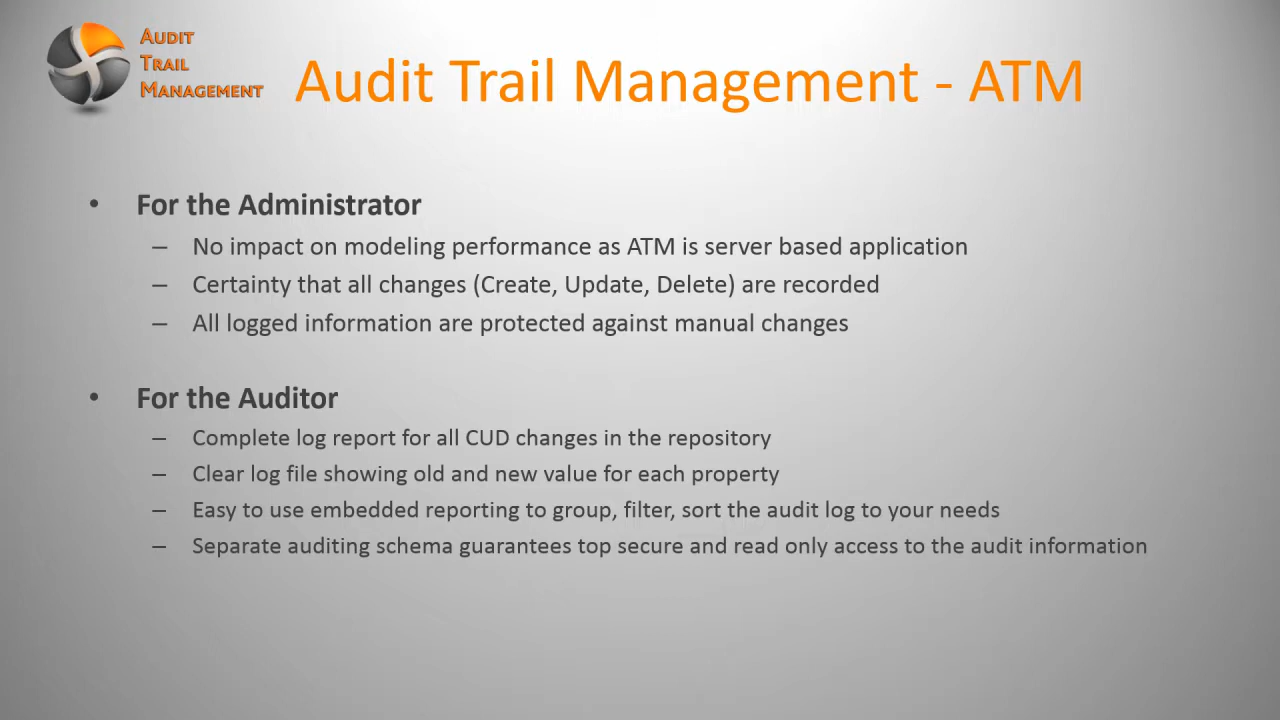 AUDIT
TRAIL
MANAGEMENT
Audit Trail Management - ATM
• For the Administrator
– No impact on modeling performance as ATM is server based application
– Certainty that all changes (Create, Update, Delete) are recorded
– All logged information are protected against manual changes
• For the Auditor
– Complete log report for all CUD changes in the repository
– Clear log file showing old and new value for each property
– Easy to use embedded reporting to group, filter, sort the audit log to your needs
– Separate auditing schema guarantees top secure and read only access to the audit information